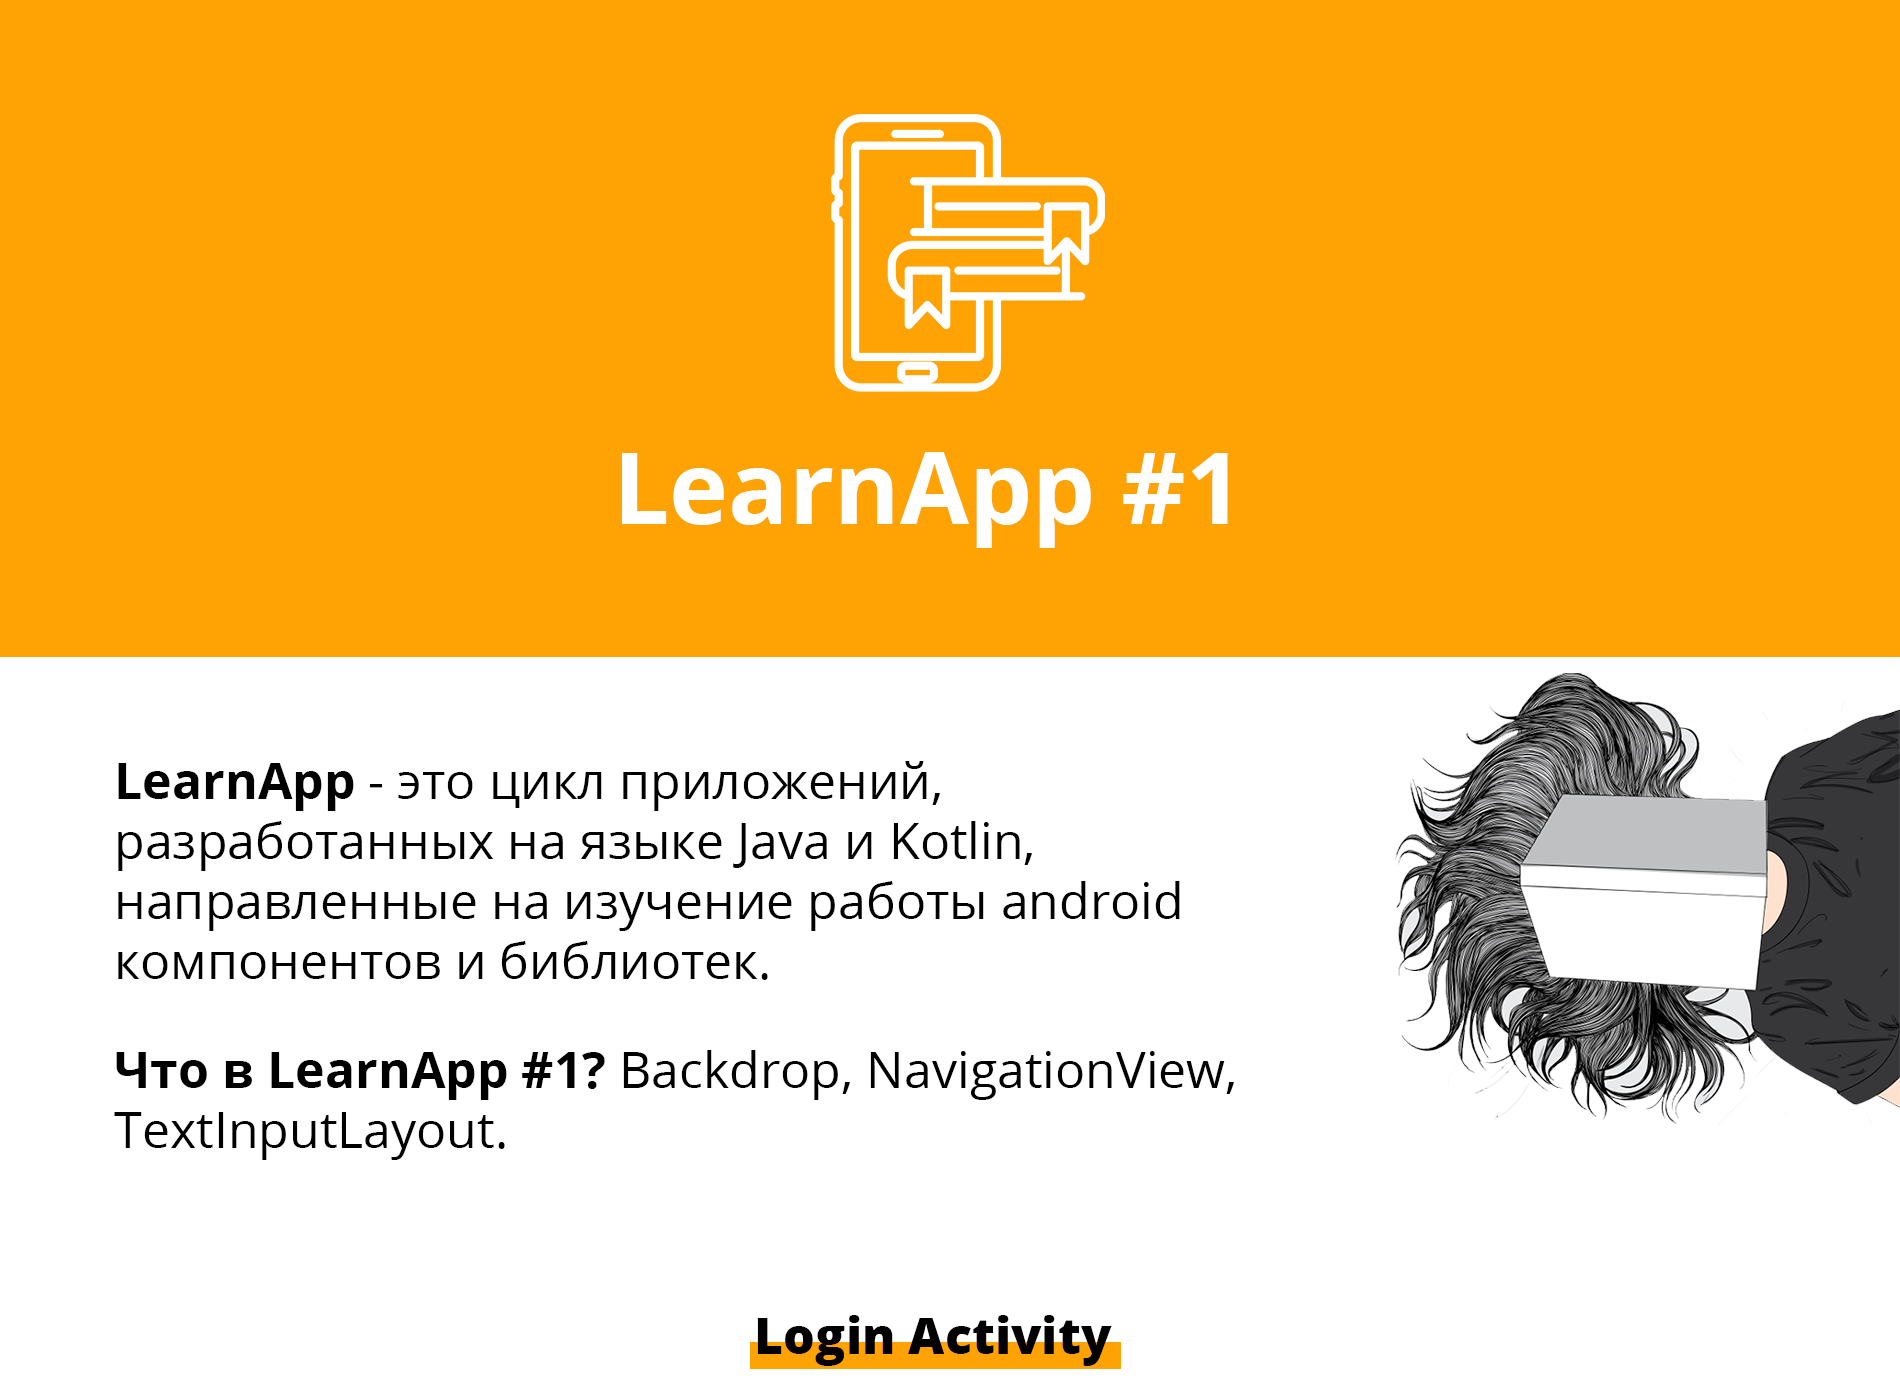 LearnApp #1
LearnApp - это цикл приложений,
разработанных на языке Java и Kotlin,
направленные на изучение работы android
компонентов и библиотек.
Что в LearnApp #1? Backdrop, NavigationView,
TextInputLayout.
Login Activity